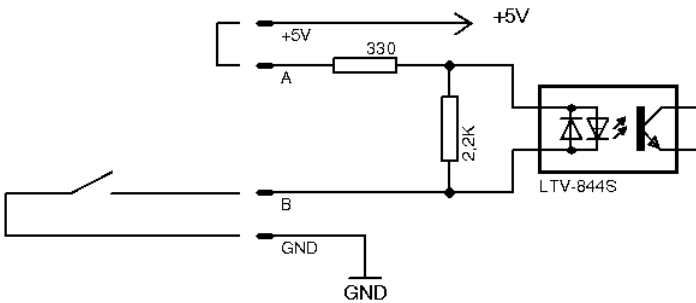 +5V
+5V
330
A
2,2K
LTV-844S
B
GND
GND